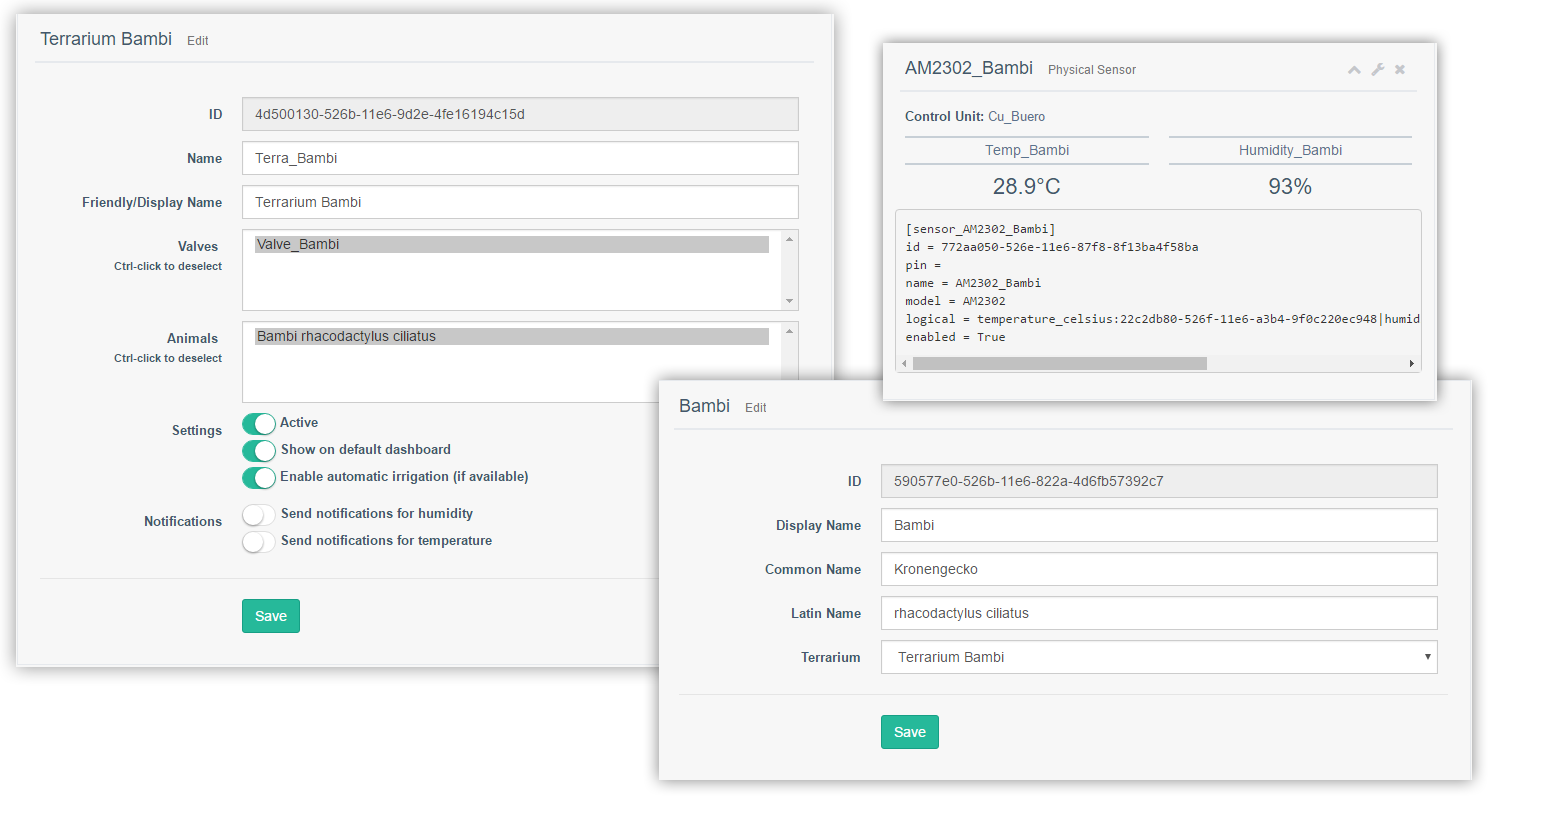 Terrarium Bambi Edit
ID 4d500130-526b-11e6-9d2e-4fe16194c15d
Name Terra_Bambi
Friendly/Display Name Terrarium Bambi
Valves Valve_Bambi
Ctrl-click to deselect
Animals Bambi rhacodactylus ciliatus
Ctrl-click to deselect
Settings Active
Show on default dashboard
Enable automatic irrigation (if available)
Notifications Send notifications for humidity
Send notifications for temperature
Save
AM2302_Bambi Physical Sensor
Control Unit: Cu_Buero
Temp_Bambi Humidity_Bambi
28.9°C 93%
[sensor_AM2302_Bambi]
id = 772aa050-526e-11e6-87f8-8f13ba4f58ba
pin =
name = AM2302_Bambi
model = AM2302
logical = temperature_celsius:22c2db80-526f-11e6-a3b4-9f0c220ec948|humid
enabled = True
Bambi Edit
ID 590577e0-526b-11e6-822a-4d6fb57392c7
Display Name Bambi
Common Name Kronengecko
Latin Name rhacodactylus ciliatus
Terrarium Terrarium Bambi
Save